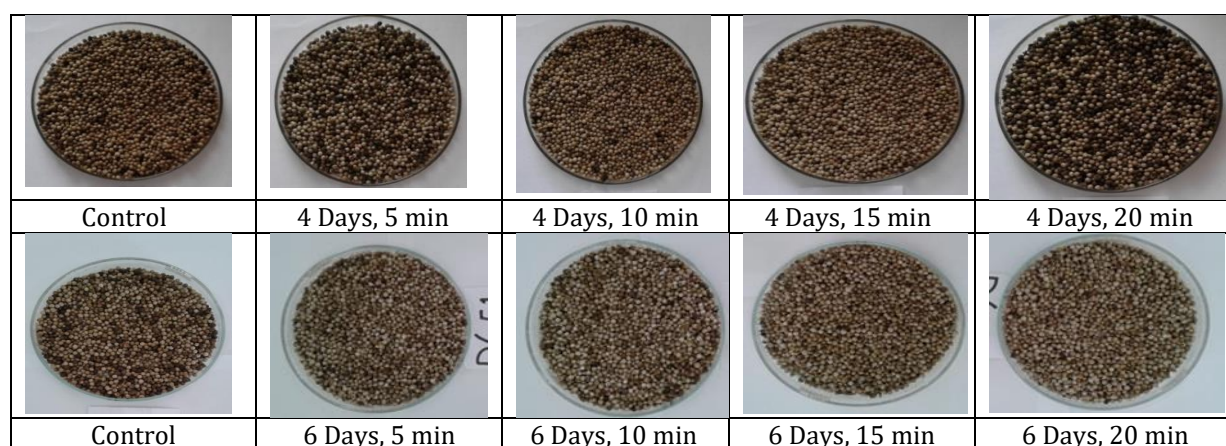 Control
4 Days, 5 min
4 Days, 10 min
4 Days, 15 min
4 Days, 20 min
Control
6 Days, 5 min
6 Days, 10 min
6 Days, 15 min
6 Days, 20 min